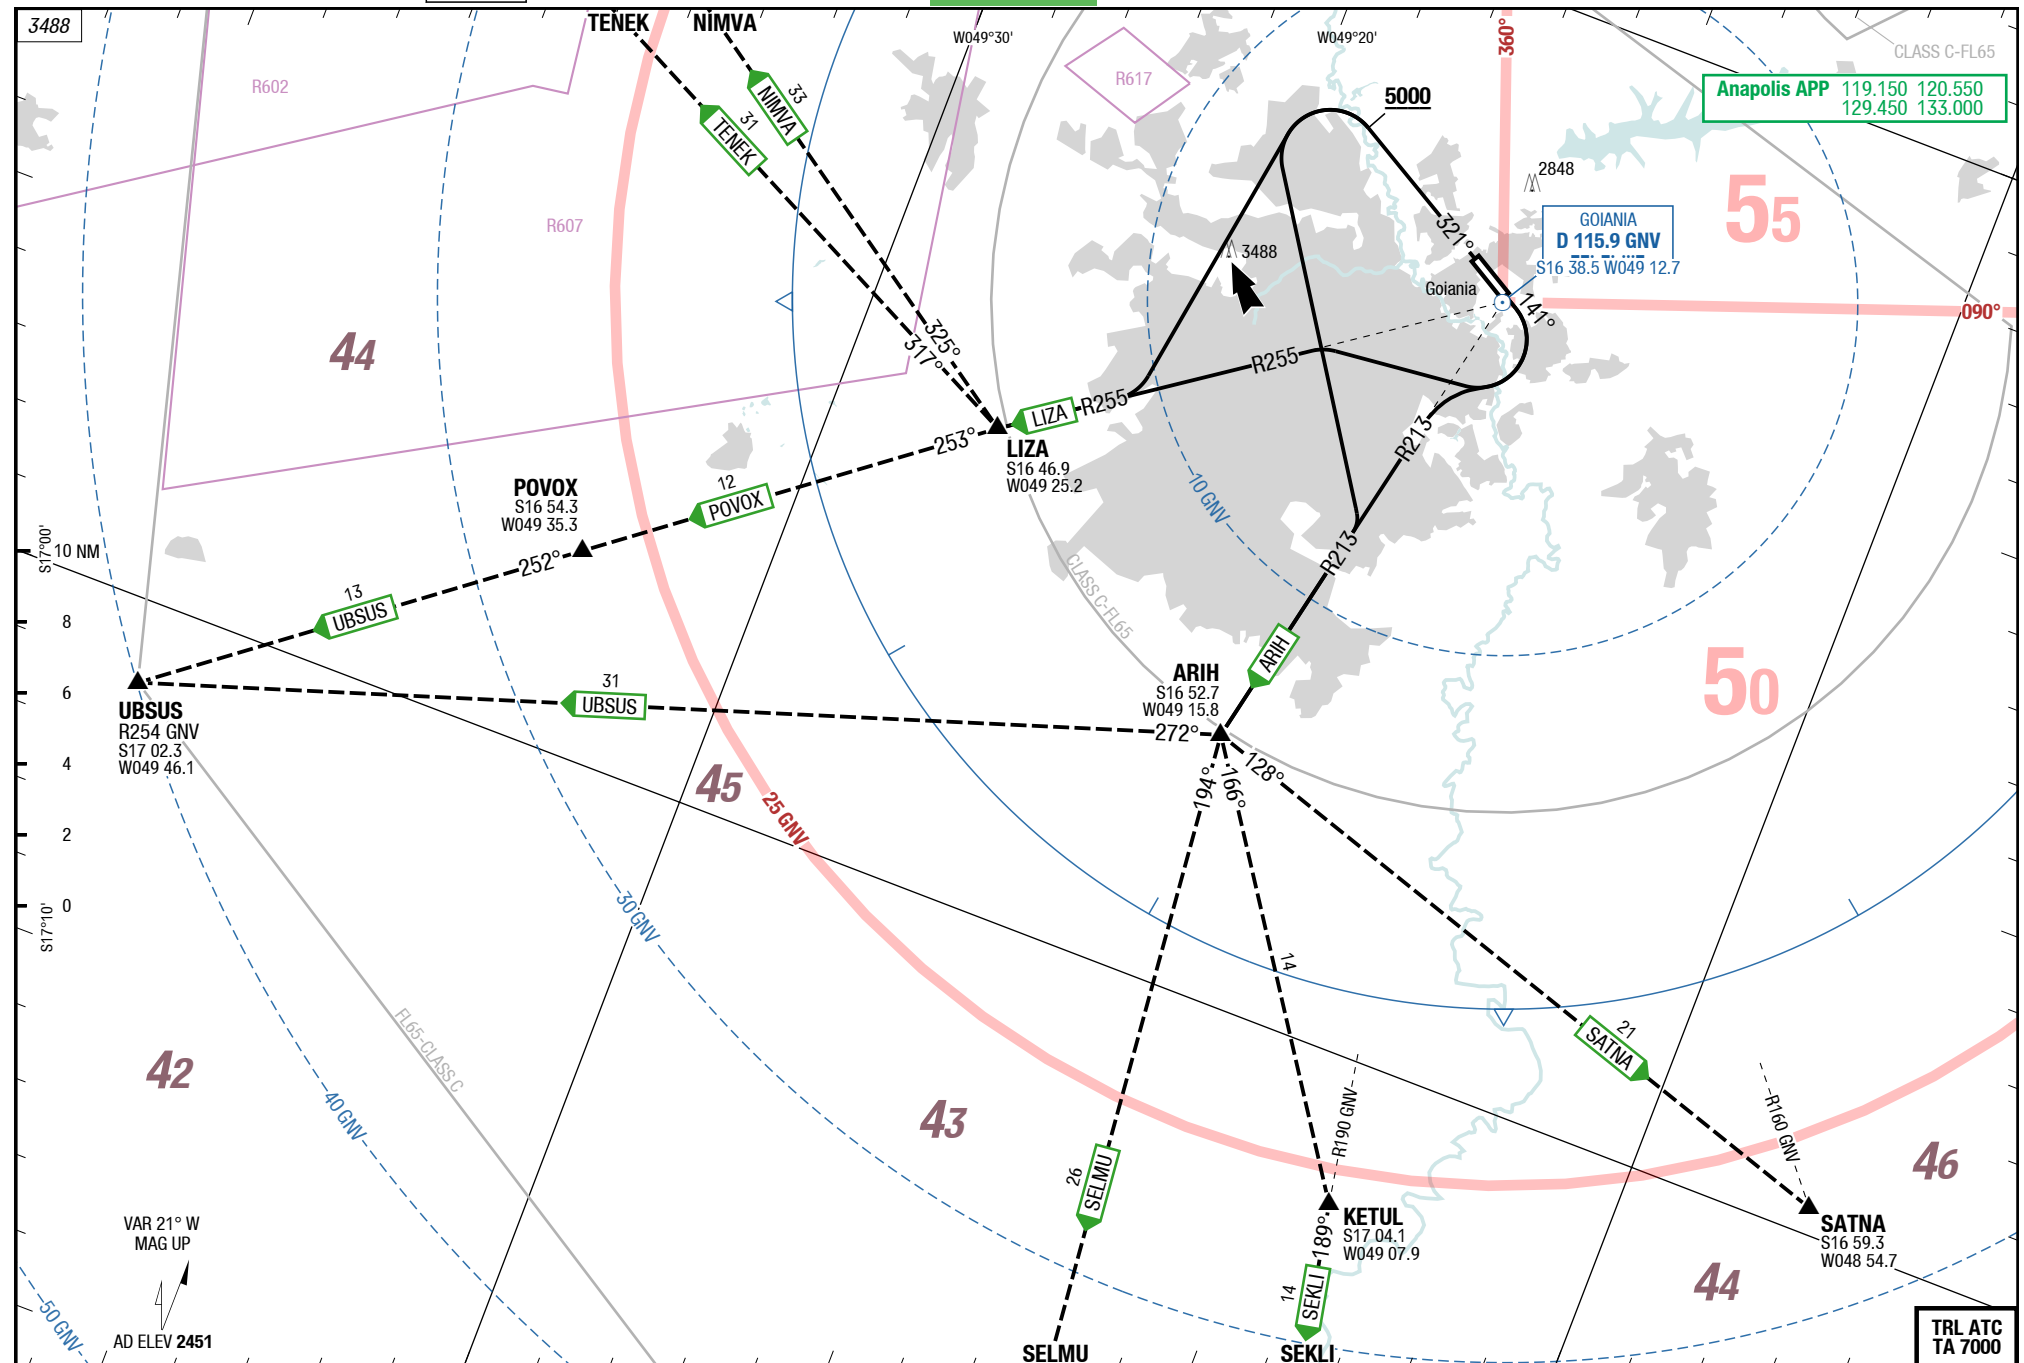 3488
TENEK
NIMVA
W049°30'
W049°20'
360°
CLASS C-FL65
R602
R617
5000
Anapolis APP 119.150 120.550
129.450 133.000
33
NIMVA
31
TENEK
2848
55
R607
GOIANIA
D 115.9 GNV
S16 38.5 W049 12.7
321°
3488
Goiania
141°
090°
44
325°
317°
R255
LIZA
R255
253°
LIZA
S16 46.9
W049 25.2
R213
POVOX
S16 54.3
W049 35.3
12
POVOX
10 GNV
S17°00'
10 NM
252°
R213
CLASS C-FL65
13
UBSUS
8
6
4
2
0
ARIH
ARIH
S16 52.7
W049 15.8
50
31
UBSUS
UBSUS
R254 GNV
S17 02.3
W049 46.1
272°
194°
166°
128°
45
25 GNV
S17°10'
30 GNV
14
FL65-CLASS C
42
40 GNV
43
21
SATNA
R190 GNV
R160 GNV
46
26
SELMU
KETUL
S17 04.1
W049 07.9
189°
SATNA
S16 59.3
W048 54.7
VAR 21° W
MAG UP
14
SEKLI
44
50 GNV
AD ELEV 2451
SELMU
SEKLI
TRL ATC
TA 7000